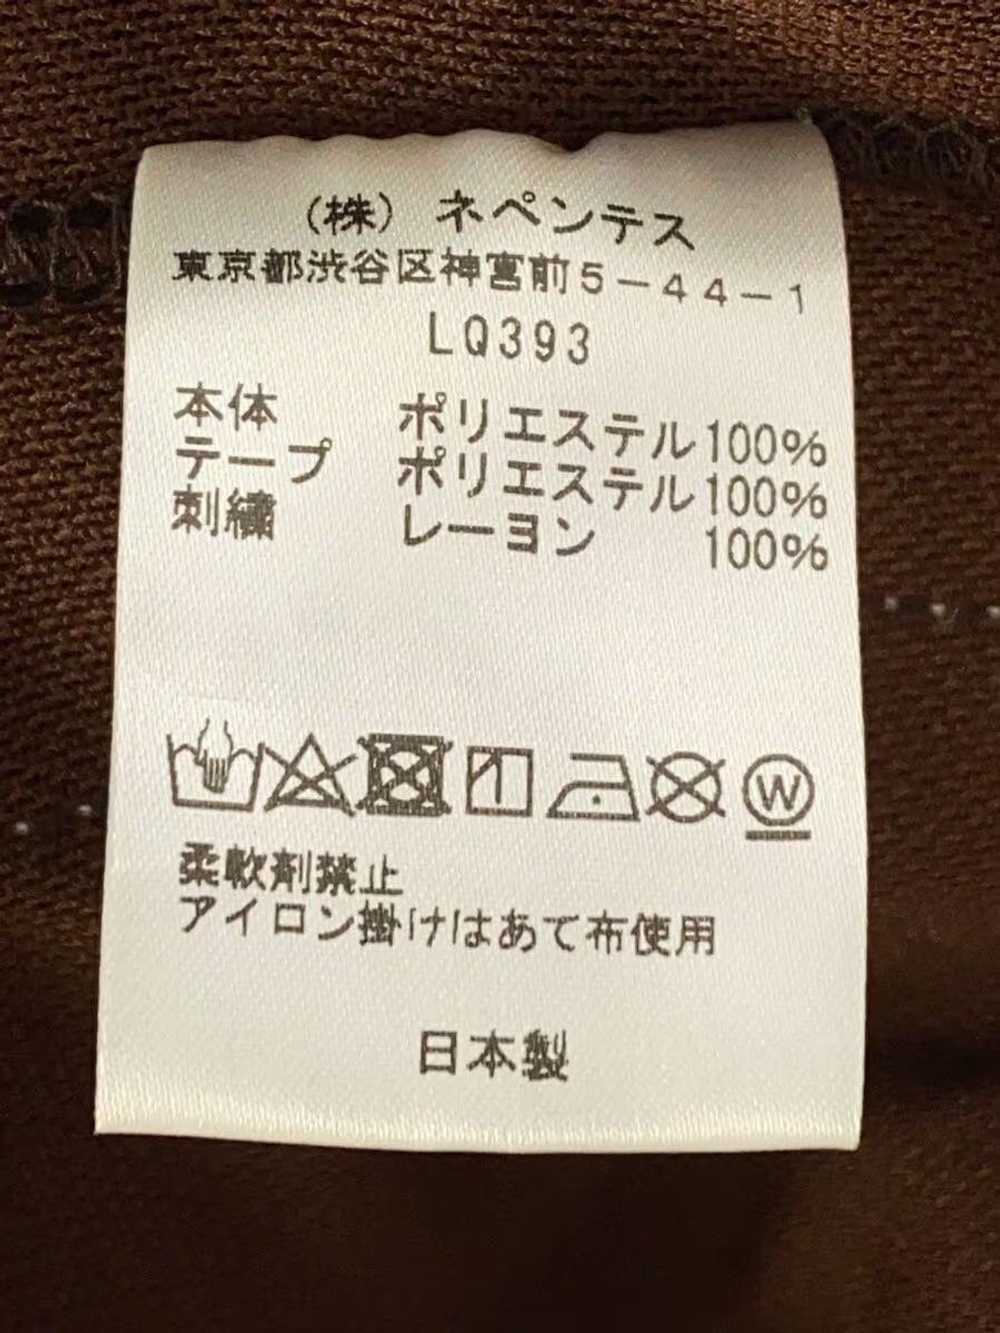 (株) ネペンテス
東京都渋谷区神宮前5-44-1
LQ393
本体 ポリエステル100%
テープ ポリエステル100%
刺繍 レーヨン 100%
W
柔軟剤禁止
アイロン掛けはあて布使用
日本製